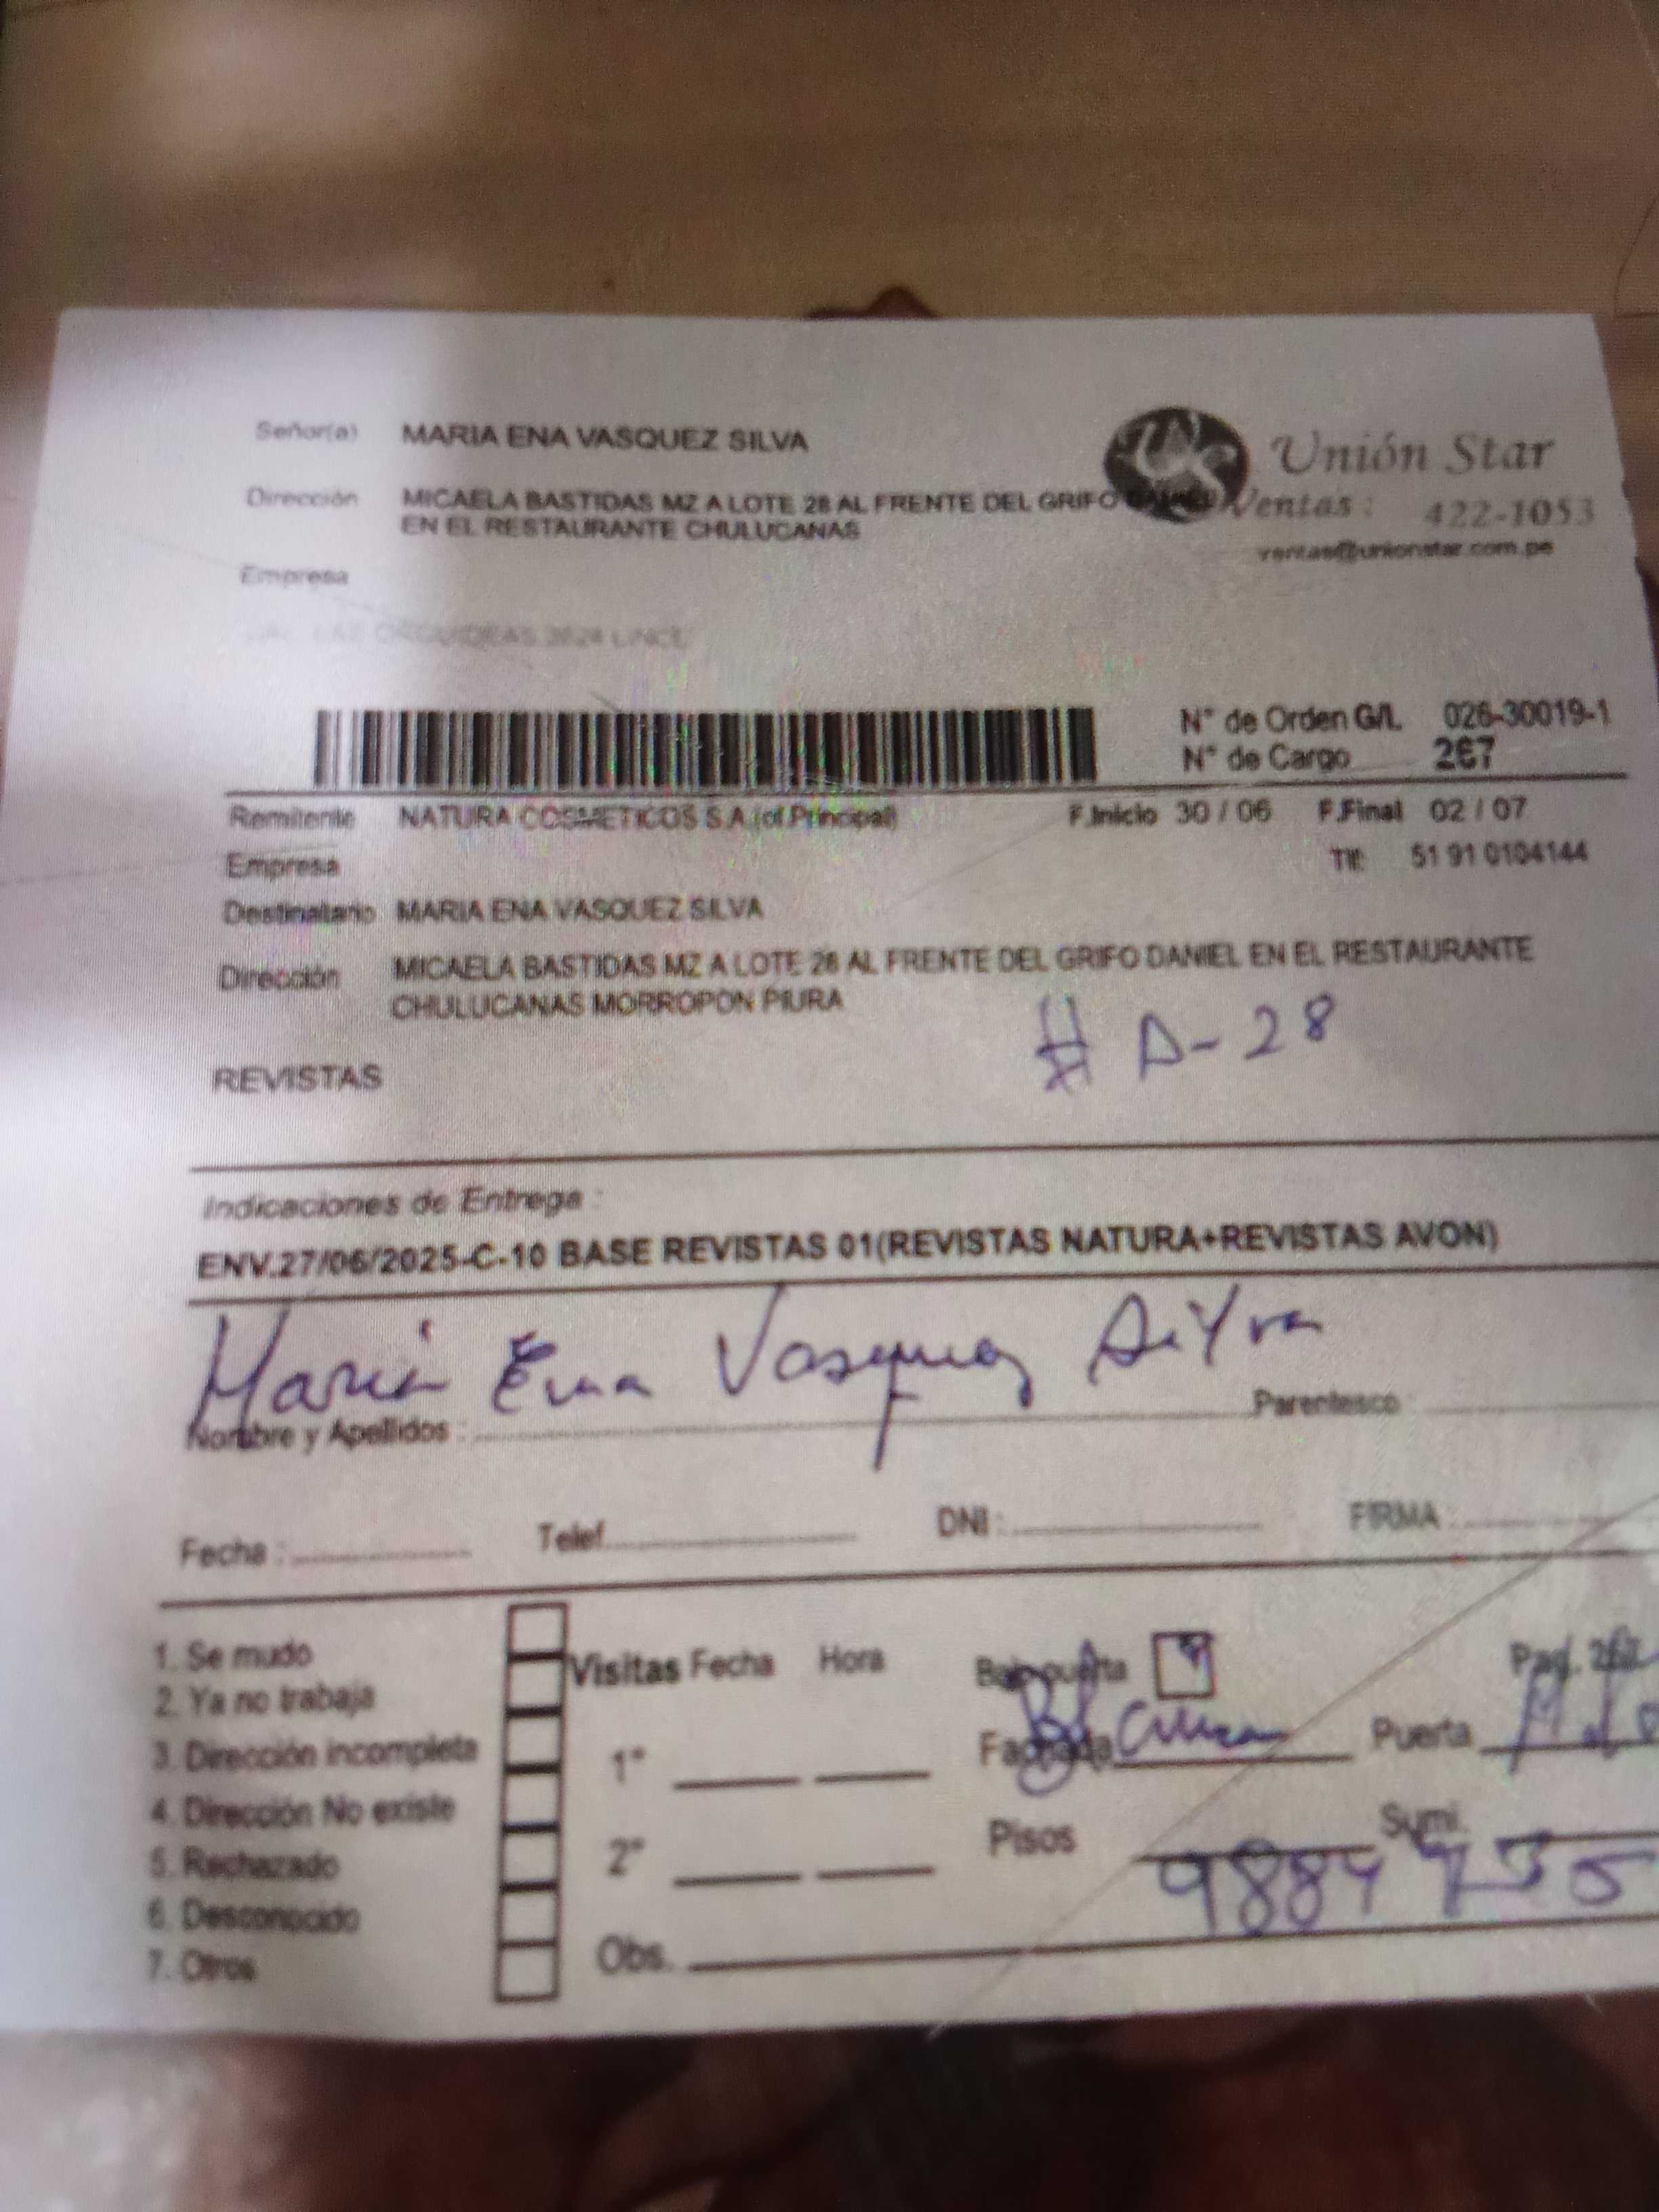 Señor(a) MARIA ENA VASQUEZ SILVA
Unión Star
Dirección MICAELA BASTIDAS MZ A LOTE 28 AL FRENTE DEL GRIFO
EN EL RESTAURANTE CHULUCANAS
Ventas: 422-1053
ventas@unionstar.com.pe
Empresa
N° de Orden G/L 026-30019-1
N° de Cargo 267
Remitente NATURA COSMETICOS S.A (of.Principal) F.Inicio 30 / 06 F.Final 02 / 07
Empresa Tlf: 51 91 0104144
Destinatario MARIA ENA VASQUEZ SILVA
Dirección MICAELA BASTIDAS MZ A LOTE 28 AL FRENTE DEL GRIFO DANIEL EN EL RESTAURANTE
CHULUCANAS MORROPON PIURA
# A-28
REVISTAS
Indicaciones de Entrega :
ENV.27/06/2025-C-10 BASE REVISTAS 01(REVISTAS NATURA+REVISTAS AVON)
Maria Ena Vasquez Silva
Nombre y Apellidos : Parentesco :
Fecha : Telef. DNI : FIRMA :
1. Se mudo
2. Ya no trabaja
3. Dirección incompleta
4. Dirección No existe
5. Rechazado
6. Desconocido
7. Otros
Visitas Fecha Hora
1°
2°
Obs.
Bajo puerta
Fachada Puerta
Pisos Sumi.